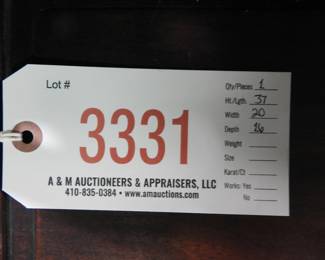 Lot #
3331
A & M AUCTIONEERS & APPRAISERS, LLC
410-835-0384 • www.amauctions.com
Qty/Pieces 1
Ht./Lgth. 37
Width 20
Depth 26
Weight
Size
Karat/Ct
Works: Yes
No